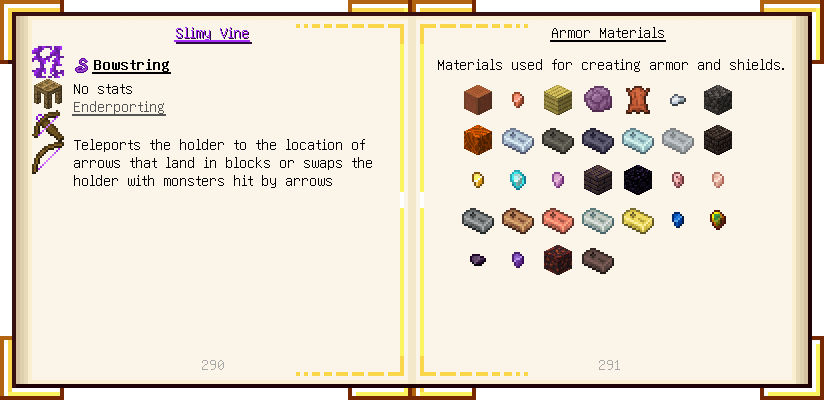 Slimy Vine
Bowstring
No stats
Enderporting
Teleports the holder to the location of
arrows that land in blocks or swaps the
holder with monsters hit by arrows
290
Armor Materials
Materials used for creating armor and shields.
291